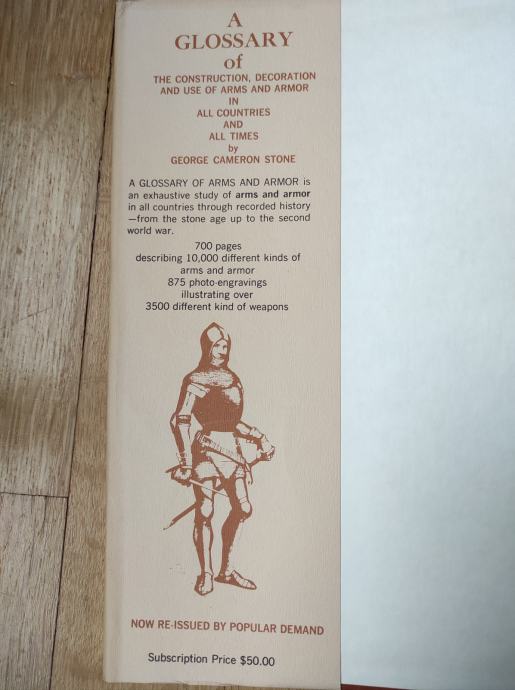 A
GLOSSARY
of
THE CONSTRUCTION, DECORATION
AND USE OF ARMS AND ARMOR
IN
ALL COUNTRIES
AND
ALL TIMES
by
GEORGE CAMERON STONE
A GLOSSARY OF ARMS AND ARMOR is
an exhaustive study of arms and armor
in all countries through recorded history
—from the stone age up to the second
world war.
700 pages
describing 10,000 different kinds of
arms and armor
875 photo-engravings
illustrating over
3500 different kind of weapons
NOW RE-ISSUED BY POPULAR DEMAND
Subscription Price $50.00